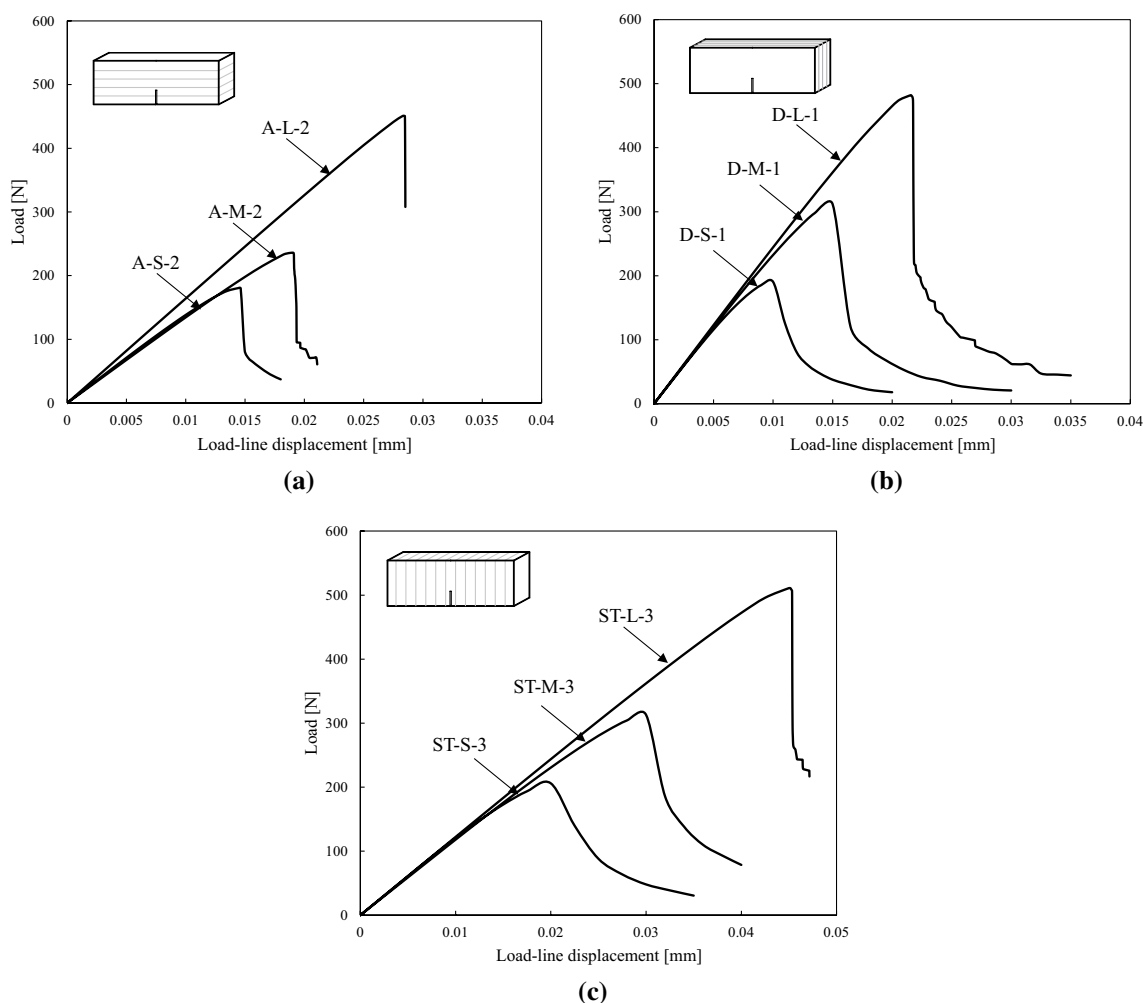 600
500
400
300
200
100
0
Load [N]
A-L-2
A-M-2
A-S-2
0 0.005 0.01 0.015 0.02 0.025 0.03 0.035 0.04
Load-line displacement [mm]
(a)
600
500
400
300
200
100
0
Load [N]
D-L-1
D-M-1
D-S-1
0 0.005 0.01 0.015 0.02 0.025 0.03 0.035 0.04
Load-line displacement [mm]
(b)
600
500
400
300
200
100
0
Load [N]
ST-L-3
ST-M-3
ST-S-3
0 0.01 0.02 0.03 0.04 0.05
Load-line displacement [mm]
(c)